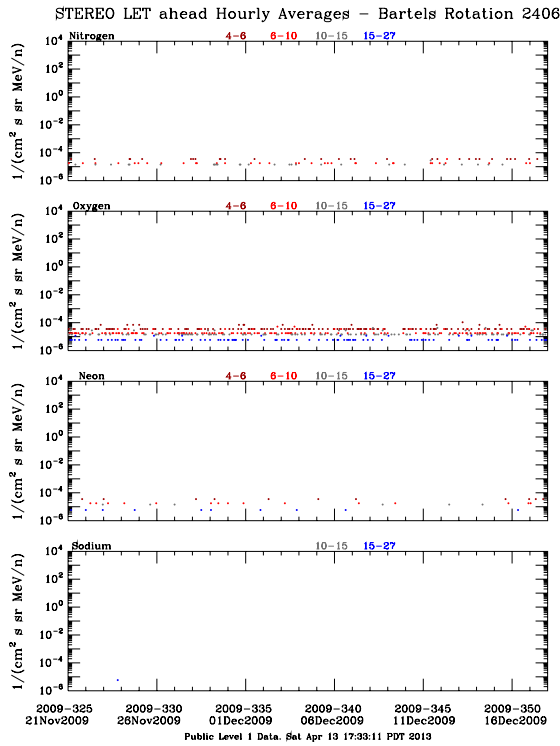 STEREO LET ahead Hourly Averages - Bartels Rotation 2406
Nitrogen 4-6 6-10 10-15 15-27
10^4
10^2
10^0
10^-2
10^-4
10^-6
1/(cm^2 s sr MeV/n)
Oxygen 4-6 6-10 10-15 15-27
10^4
10^2
10^0
10^-2
10^-4
10^-6
1/(cm^2 s sr MeV/n)
Neon 4-6 6-10 10-15 15-27
10^4
10^2
10^0
10^-2
10^-4
10^-6
1/(cm^2 s sr MeV/n)
Sodium 10-15 15-27
10^4
10^2
10^0
10^-2
10^-4
10^-6
1/(cm^2 s sr MeV/n)
2009-325 2009-330 2009-335 2009-340 2009-345 2009-350
21Nov2009 26Nov2009 01Dec2009 06Dec2009 11Dec2009 16Dec2009
Public Level 1 Data. Sat Apr 13 17:33:11 PDT 2013